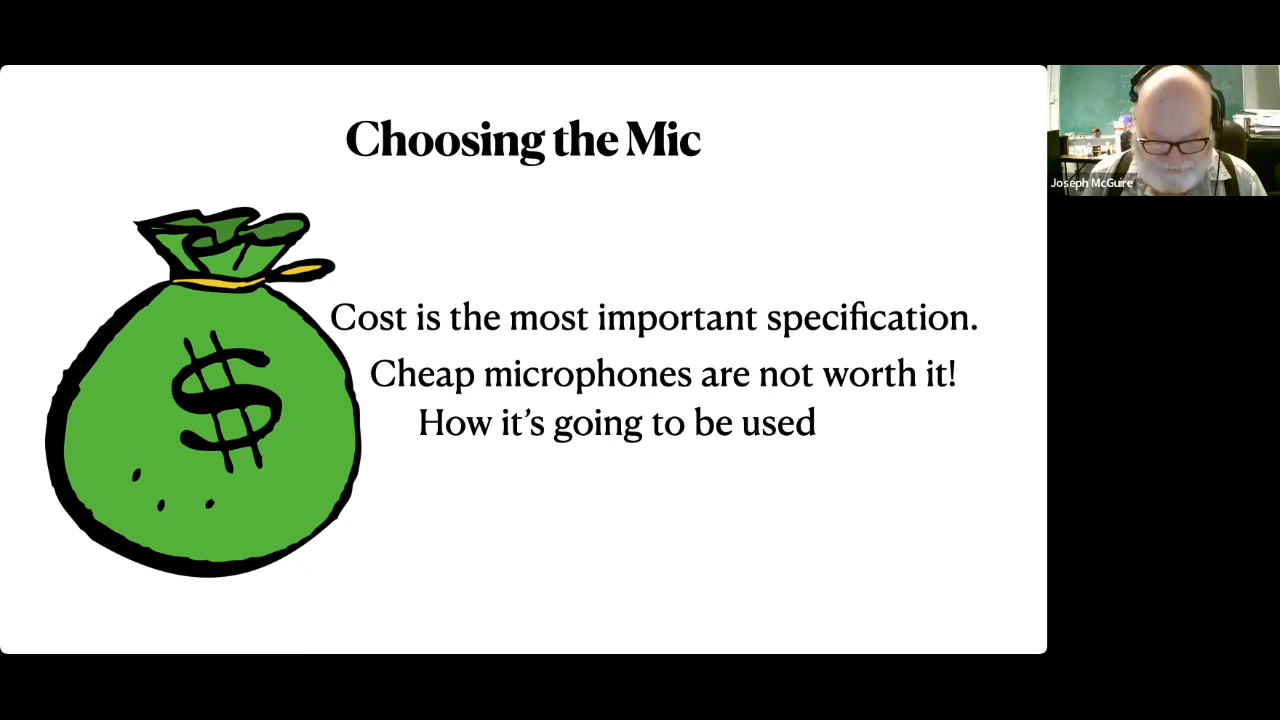 Choosing the Mic
Cost is the most important specification.
Cheap microphones are not worth it!
How it’s going to be used
$
Joseph McGuire